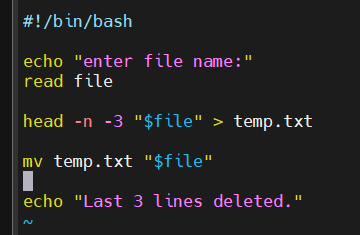 #!/bin/bash
echo "enter file name:"
read file
head -n -3 "$file" > temp.txt
mv temp.txt "$file"
echo "Last 3 lines deleted."
~